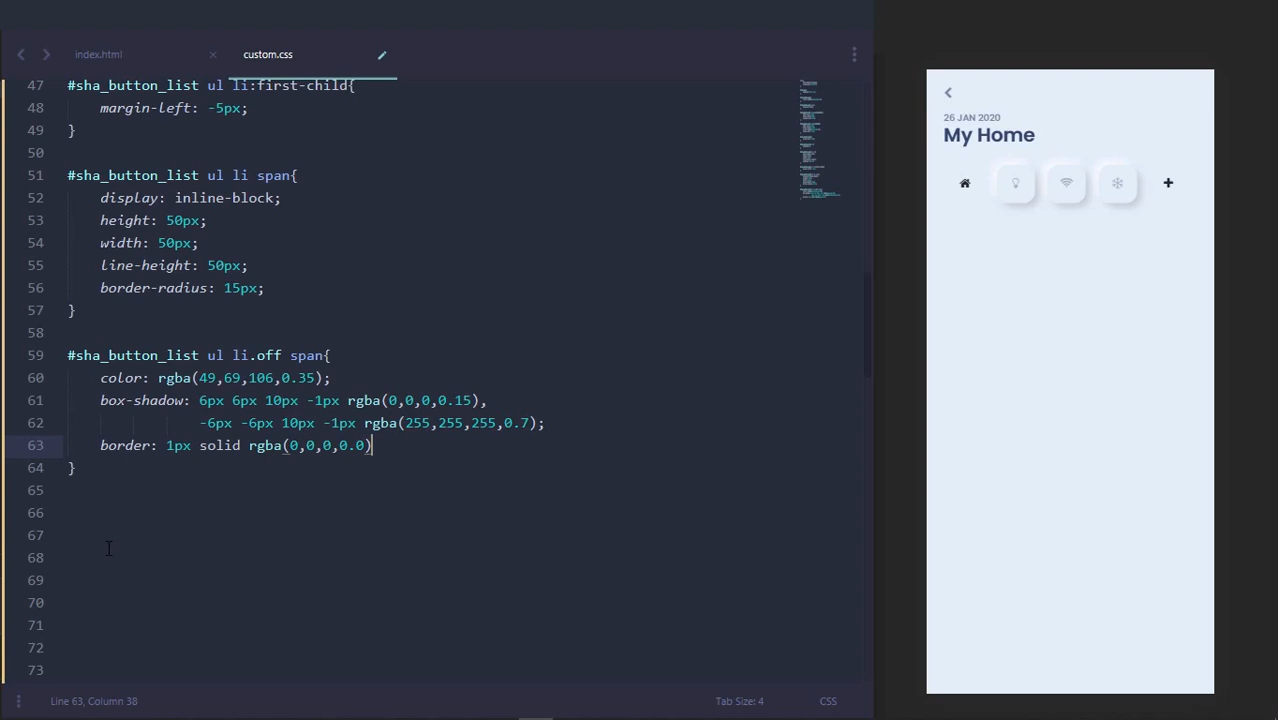 index.html
custom.css
47 #sha_button_list ul li:first-child{
48 margin-left: -5px;
49 }
50
51 #sha_button_list ul li span{
52 display: inline-block;
53 height: 50px;
54 width: 50px;
55 line-height: 50px;
56 border-radius: 15px;
57 }
58
59 #sha_button_list ul li.off span{
60 color: rgba(49,69,106,0.35);
61 box-shadow: 6px 6px 10px -1px rgba(0,0,0,0.15),
62 -6px -6px 10px -1px rgba(255,255,255,0.7);
63 border: 1px solid rgba(0,0,0,0.0)
64 }
65
66
67
68
69
70
71
72
73
Line 63, Column 38
Tab Size: 4
CSS
26 JAN 2020
My Home